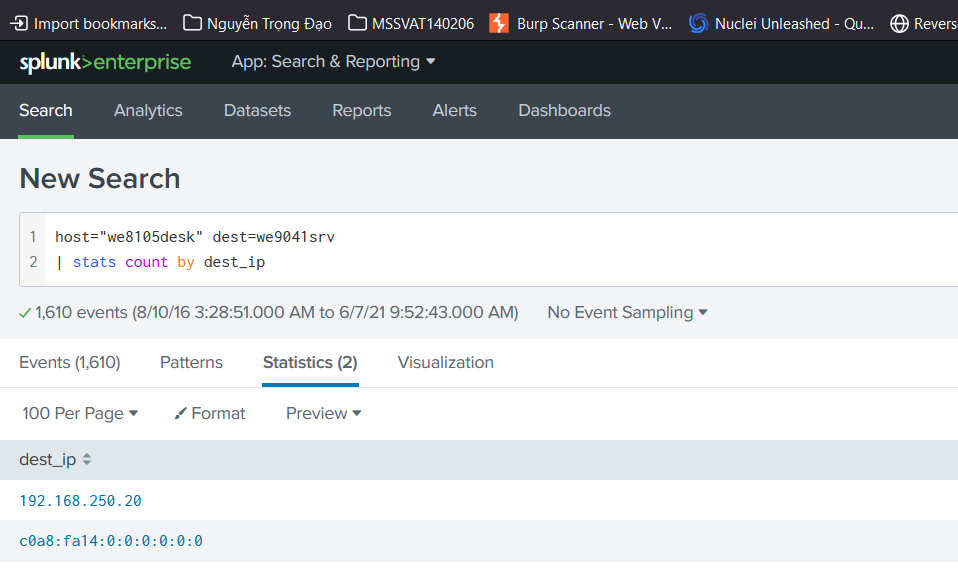 Import bookmarks... Nguyễn Trọng Đạo MSSVAT140206 Burp Scanner - Web V... Nuclei Unleashed - Qu... Revers
splunk>enterprise App: Search & Reporting
Search Analytics Datasets Reports Alerts Dashboards
New Search
1 host="we8105desk" dest=we9041srv
2 | stats count by dest_ip
1,610 events (8/10/16 3:28:51.000 AM to 6/7/21 9:52:43.000 AM) No Event Sampling
Events (1,610) Patterns Statistics (2) Visualization
100 Per Page Format Preview
dest_ip
192.168.250.20
c0a8:fa14:0:0:0:0:0:0